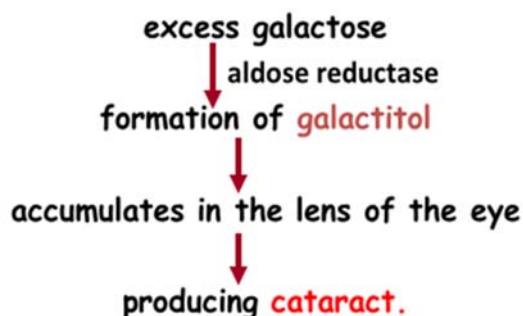 excess galactose
aldose reductase
formation of galactitol
accumulates in the lens of the eye
producing cataract.